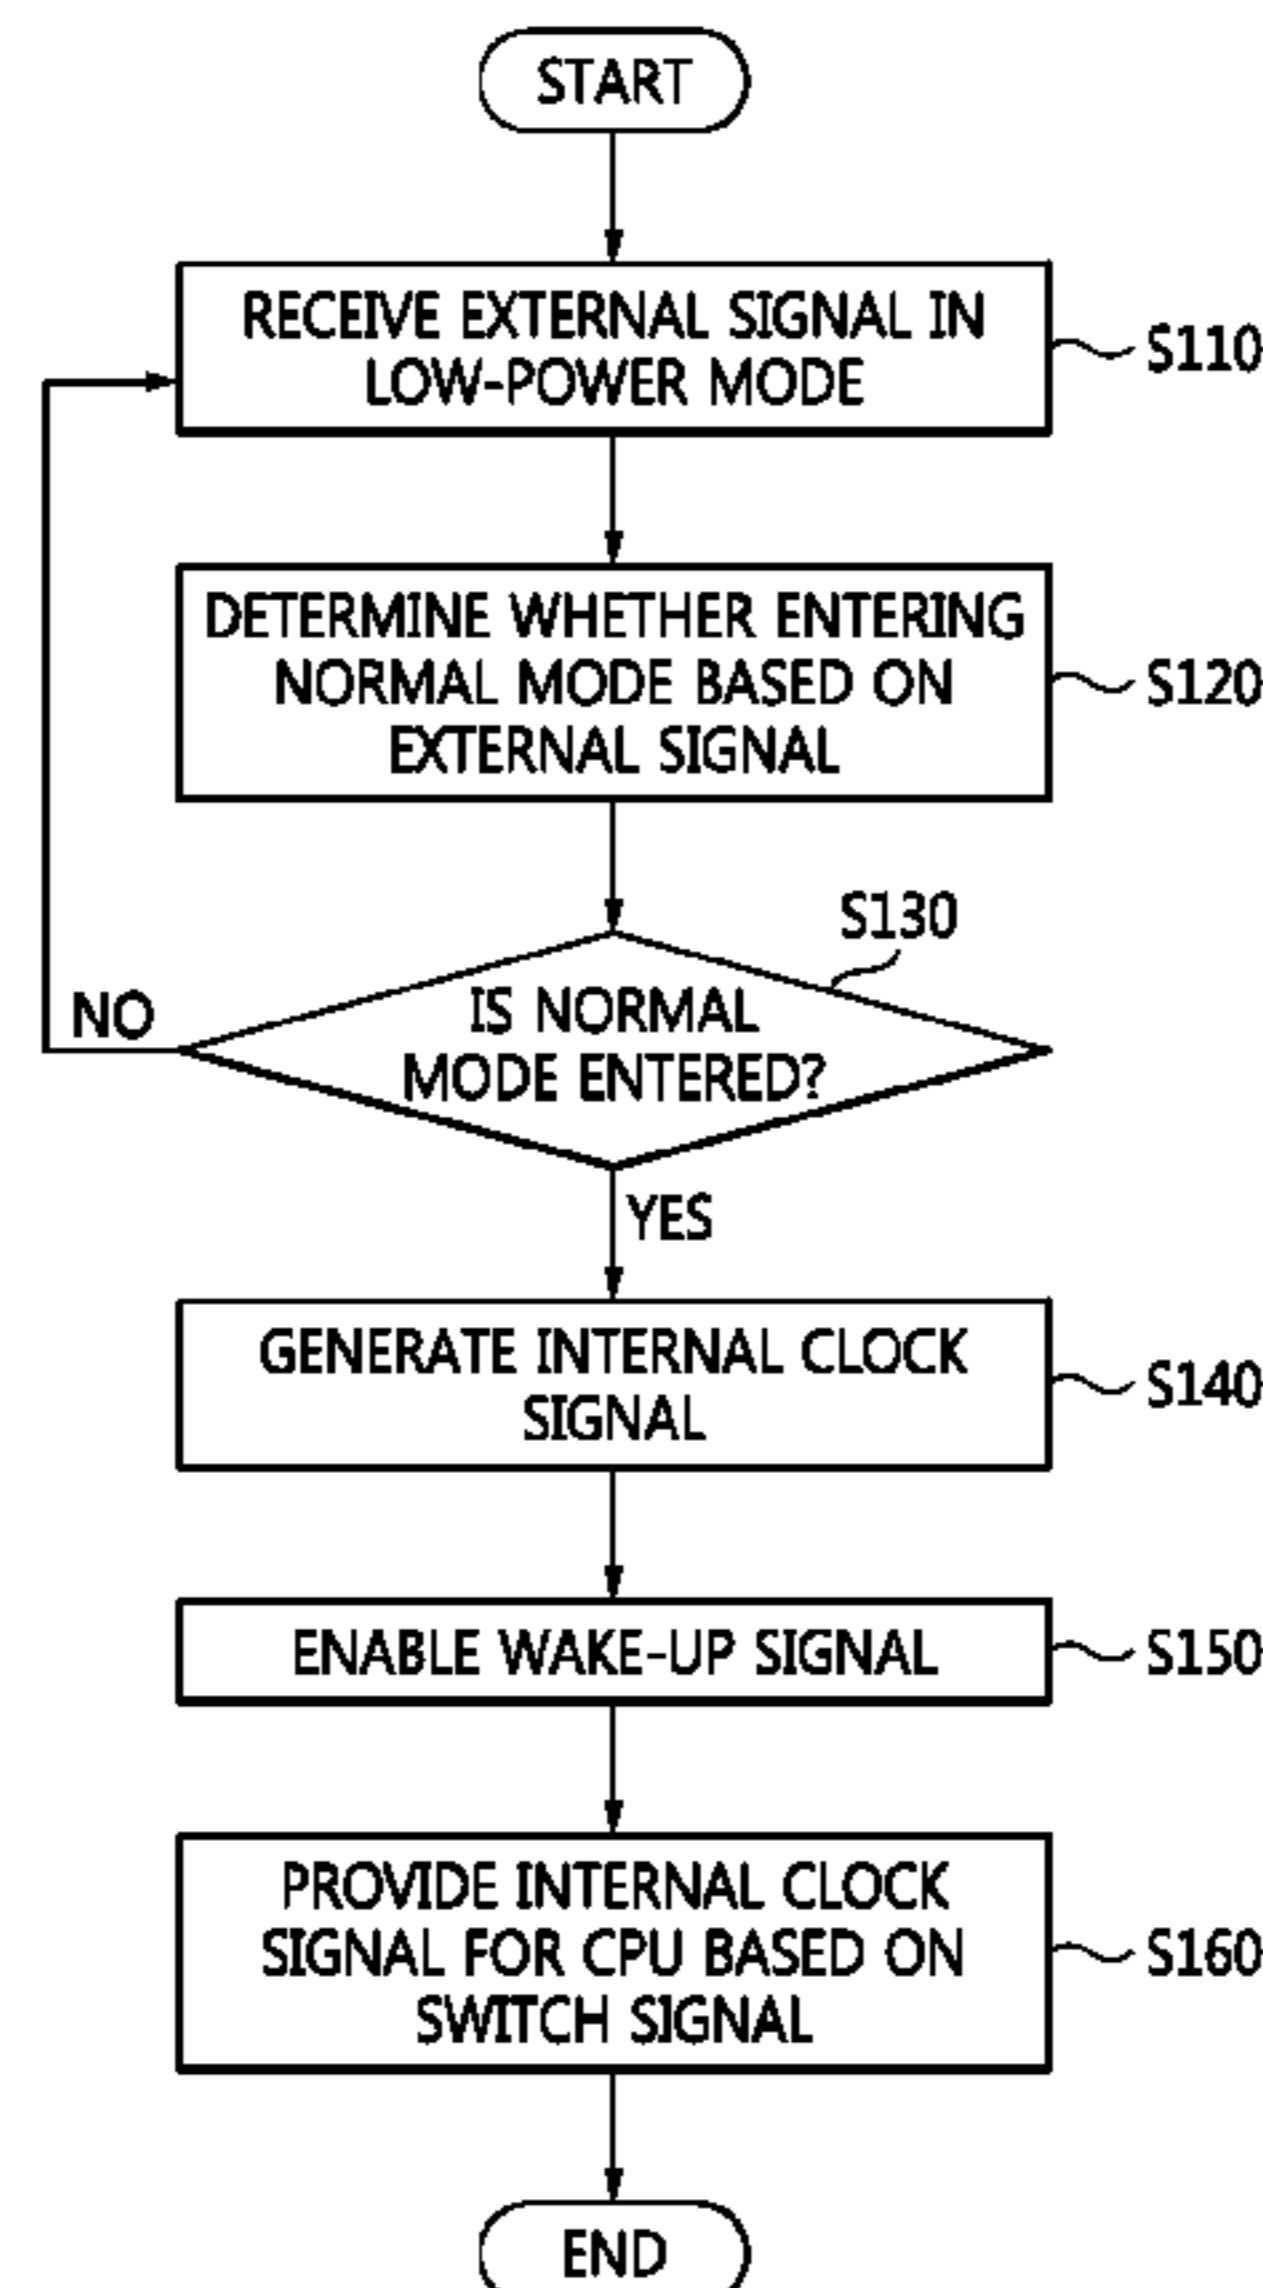 START
RECEIVE EXTERNAL SIGNAL IN
LOW-POWER MODE
S110
DETERMINE WHETHER ENTERING
NORMAL MODE BASED ON
EXTERNAL SIGNAL
S120
S130
IS NORMAL
MODE ENTERED?
NO
YES
GENERATE INTERNAL CLOCK
SIGNAL
S140
ENABLE WAKE-UP SIGNAL
S150
PROVIDE INTERNAL CLOCK
SIGNAL FOR CPU BASED ON
SWITCH SIGNAL
S160
END